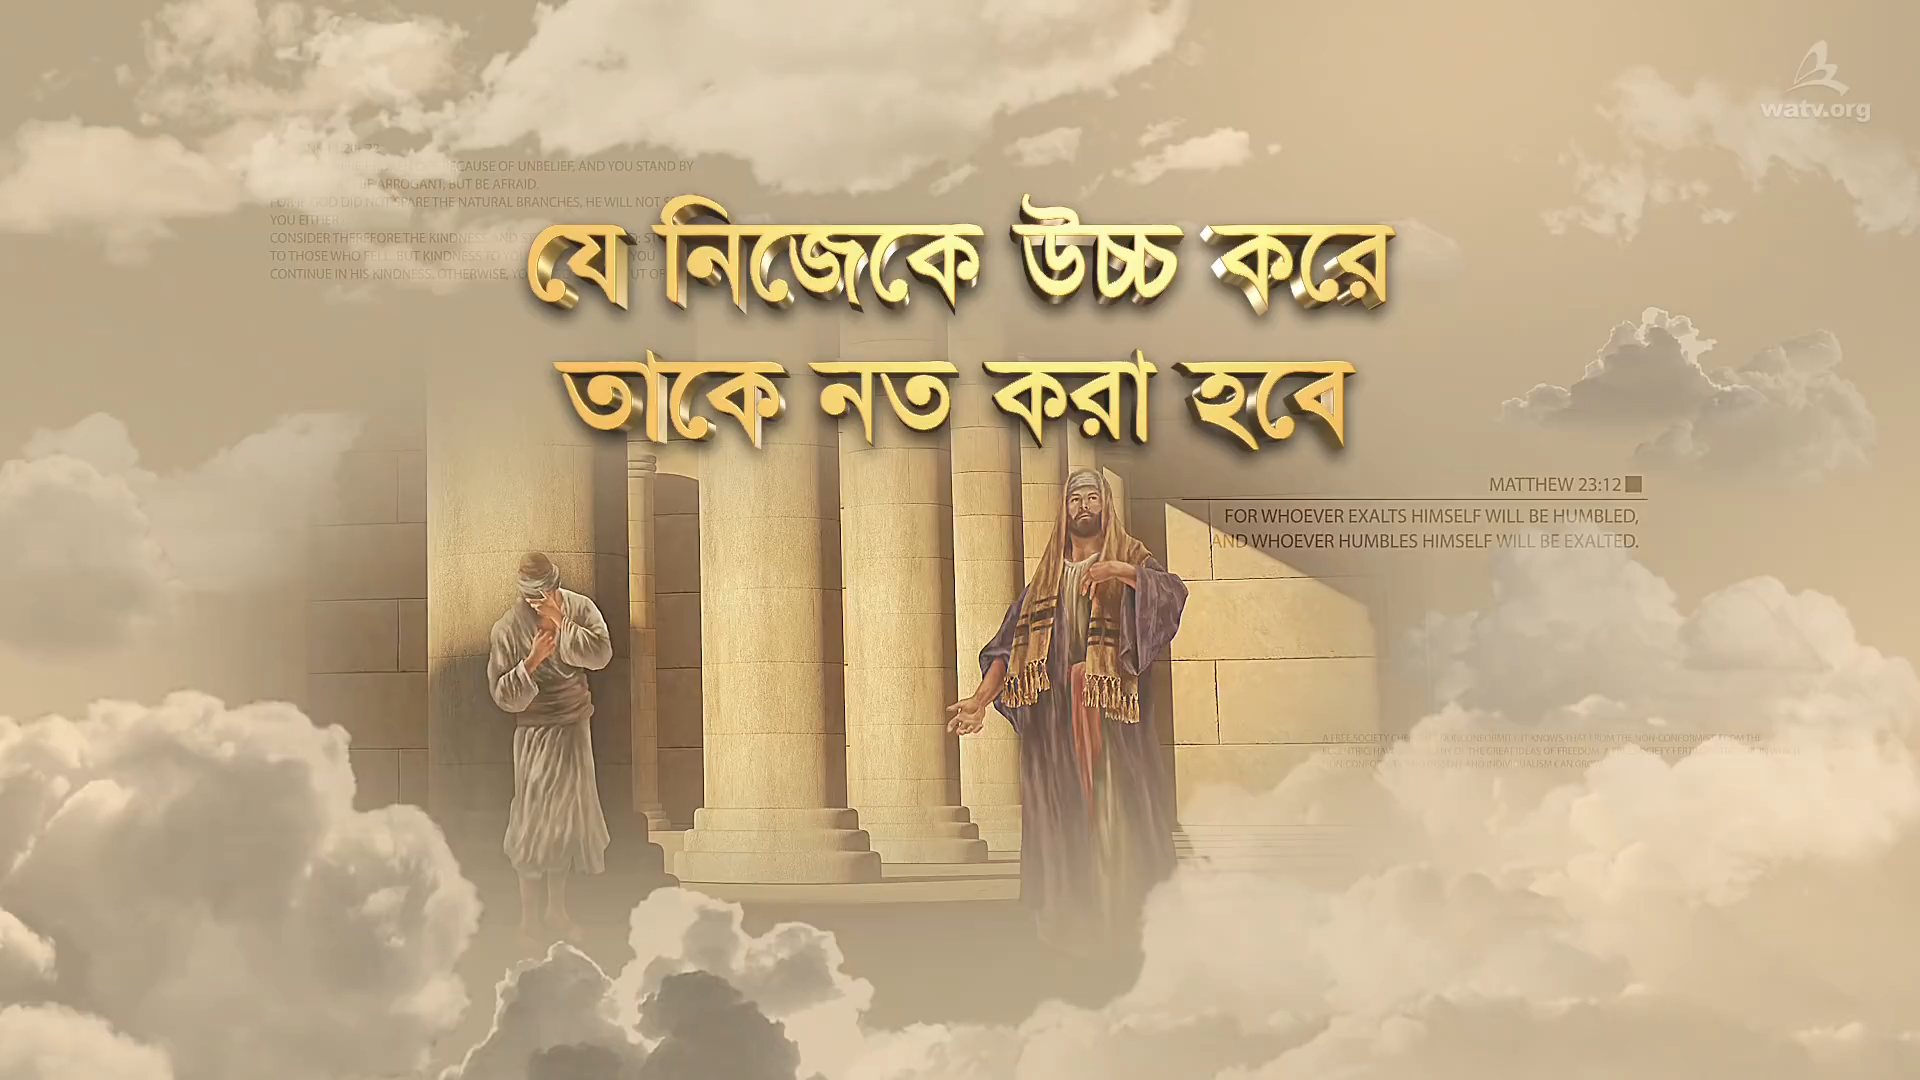 watv.org
CAUSE OF UNBELIEF, AND YOU STAND BY
ARROGANT, BUT BE AFRAID.
GOD DID NOT SPARE THE NATURAL BRANCHES, HE WILL NOT
YOU EITHER.
CONSIDER THEREFORE THE KINDNESS AND
TO THOSE WHO FELL, BUT KINDNESS TO YOU
CONTINUE IN HIS KINDNESS. OTHERWISE,
যে নিজেকে উচ্চ করে
তাকে নত করা হবে
MATTHEW 23:12
FOR WHOEVER EXALTS HIMSELF WILL BE HUMBLED,
AND WHOEVER HUMBLES HIMSELF WILL BE EXALTED.